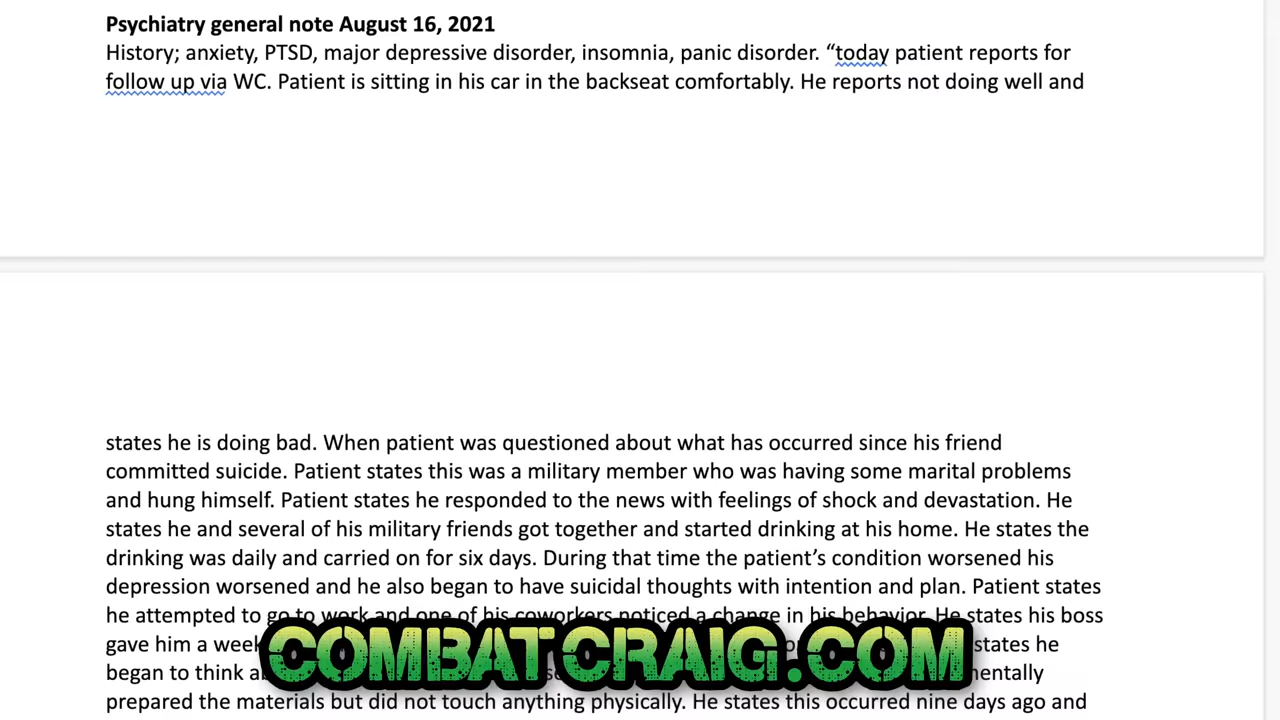 Psychiatry general note August 16, 2021
History; anxiety, PTSD, major depressive disorder, insomnia, panic disorder. “today patient reports for
follow up via WC. Patient is sitting in his car in the backseat comfortably. He reports not doing well and
states he is doing bad. When patient was questioned about what has occurred since his friend
committed suicide. Patient states this was a military member who was having some marital problems
and hung himself. Patient states he responded to the news with feelings of shock and devastation. He
states he and several of his military friends got together and started drinking at his home. He states the
drinking was daily and carried on for six days. During that time the patient’s condition worsened his
depression worsened and he also began to have suicidal thoughts with intention and plan. Patient states
he attempted to go to work and one of his coworkers noticed a change in his behavior. He states his boss
gave him a week states he
began to think
prepared the materials but did not touch anything physically. He states this occurred nine days ago and
COMBATCRAIG.COM